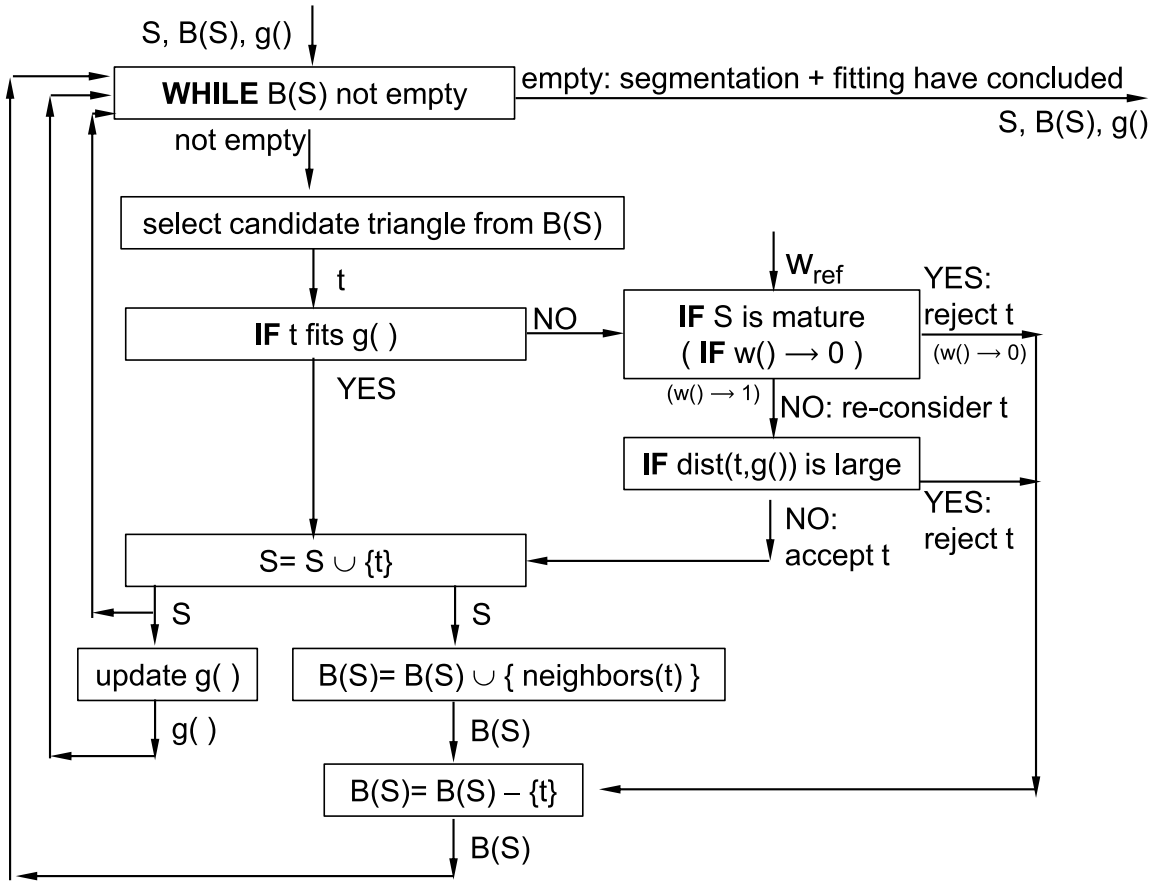 S, B(S), g()
WHILE B(S) not empty
empty: segmentation + fitting have concluded
S, B(S), g()
not empty
select candidate triangle from B(S)
t
w_ref
IF t fits g( )
NO
IF S is mature
( IF w() → 0 )
YES:
reject t
(w() → 0)
YES
(w() → 1)
NO: re-consider t
IF dist(t,g()) is large
YES:
reject t
NO:
accept t
S= S ∪ {t}
S
S
update g( )
B(S)= B(S) ∪ { neighbors(t) }
g( )
B(S)
B(S)= B(S) – {t}
B(S)